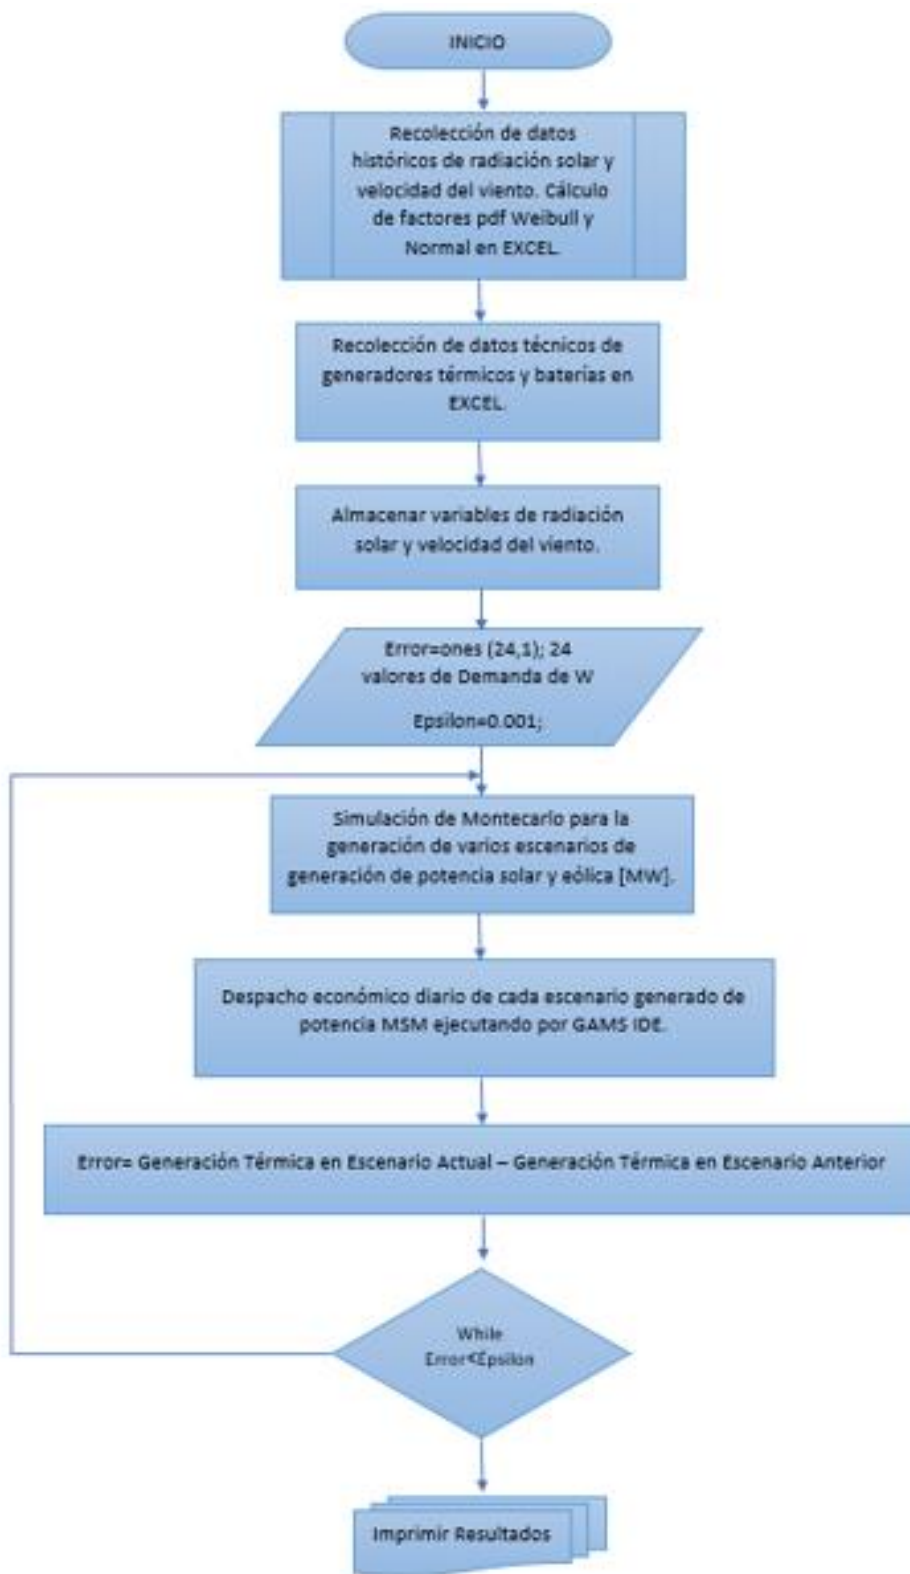 INICIO
Recolección de datos
históricos de radiación solar y
velocidad del viento. Cálculo
de factores pdf Weibull y
Normal en EXCEL.
Recolección de datos técnicos de
generadores térmicos y baterías en
EXCEL.
Almacenar variables de radiación
solar y velocidad del viento.
Error=ones (24,1); 24
valores de Demanda de W
Epsilon=0.001;
Simulación de Montecarlo para la
generación de varios escenarios de
generación de potencia solar y eólica [MW].
Despacho económico diario de cada escenario generado de
potencia MSM ejecutando por GAMS IDE.
Error= Generación Térmica en Escenario Actual – Generación Térmica en Escenario Anterior
While
Error<Epsilon
Imprimir Resultados